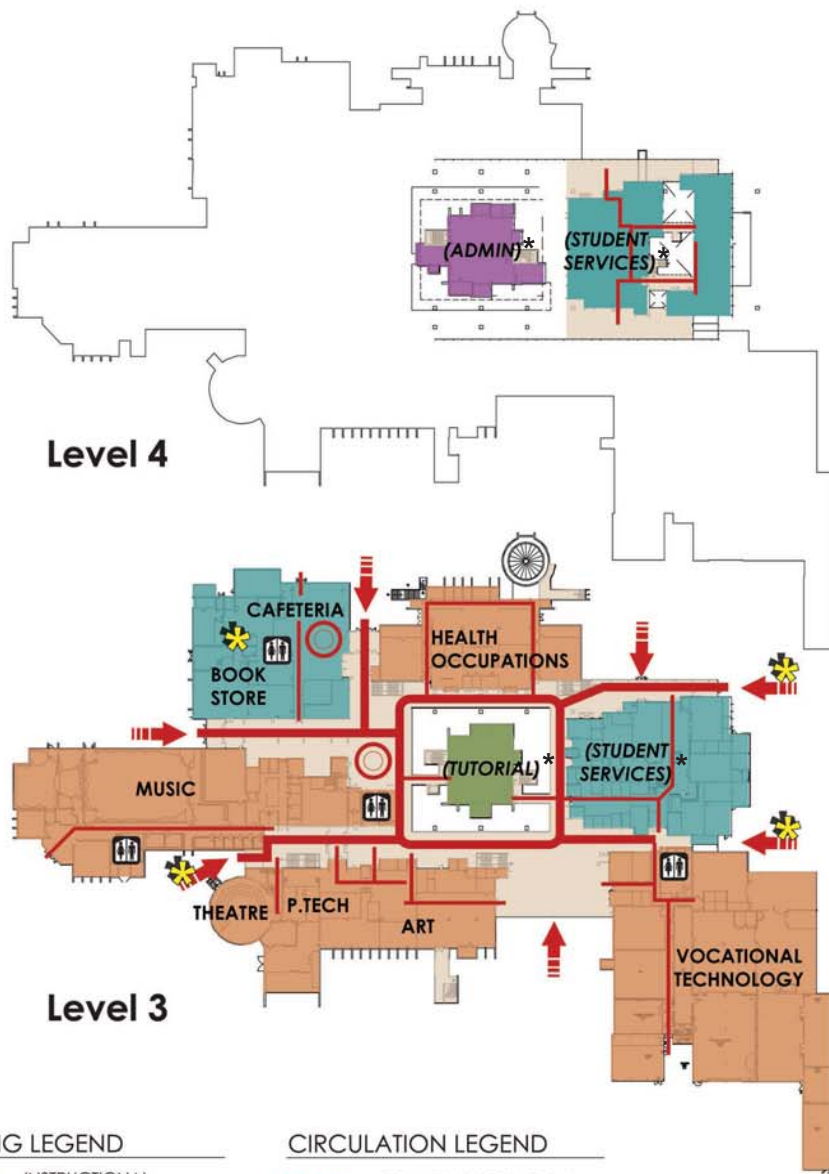 (ADMIN)*
(STUDENT
SERVICES)*
Level 4
CAFETERIA
BOOK
STORE
HEALTH
OCCUPATIONS
(TUTORIAL)*
(STUDENT
SERVICES)*
MUSIC
THEATRE
P.TECH
ART
VOCATIONAL
TECHNOLOGY
Level 3
G LEGEND
CIRCULATION LEGEND